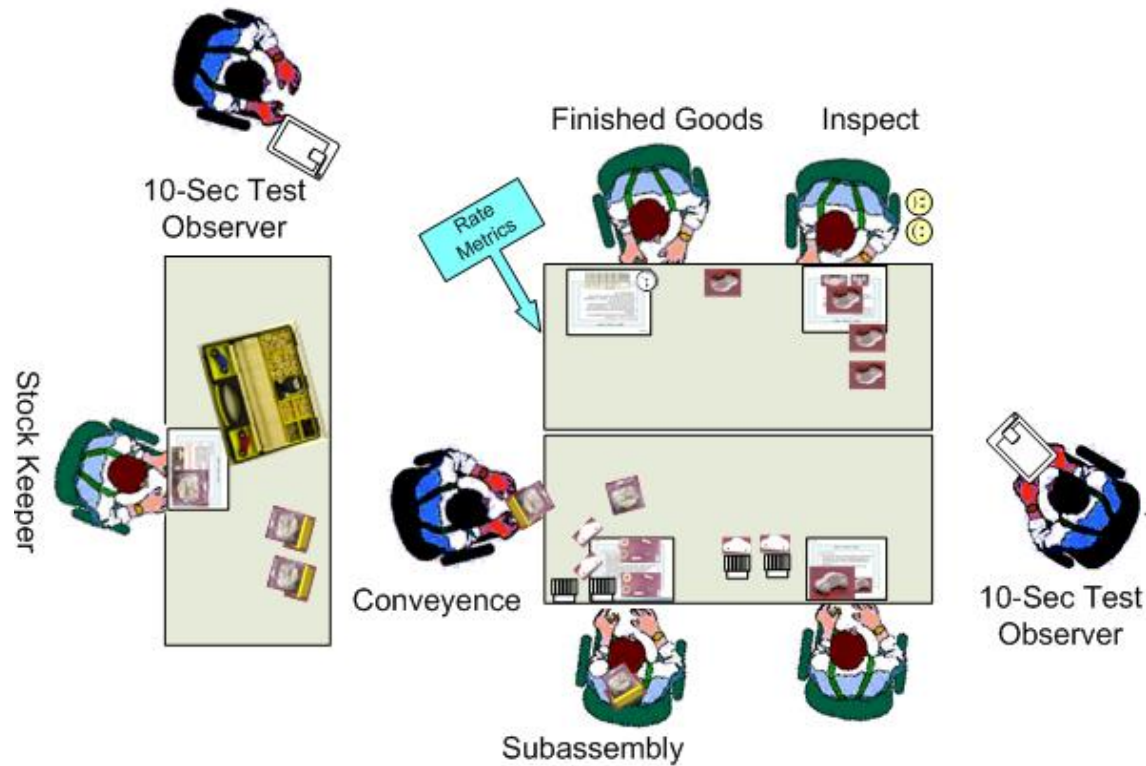 Finished Goods
Inspect
10-Sec Test
Observer
Rate
Metrics
Stock Keeper
Conveyence
10-Sec Test
Observer
Subassembly